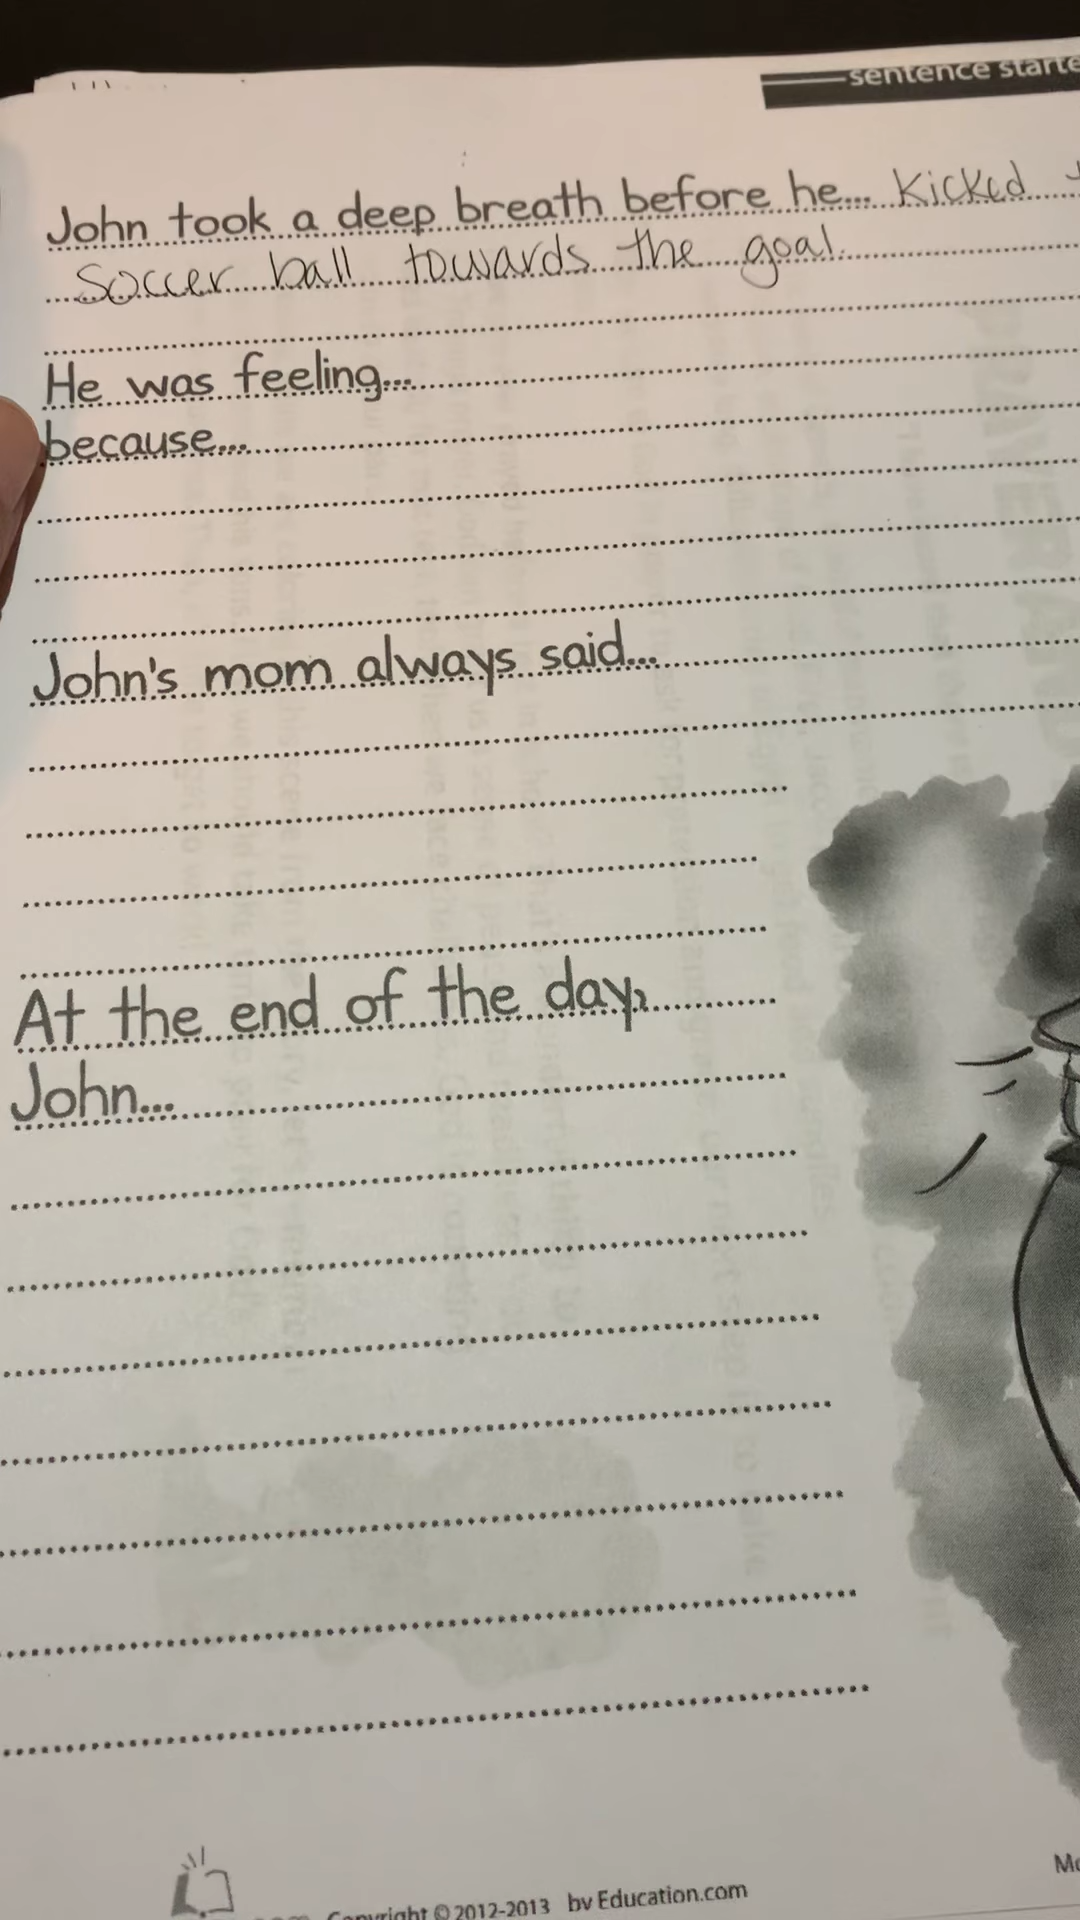 sentence
John took a deep breath before he... kicked
soccer ball towards the goal.
He was feeling...
because...
John's mom always said...
At the end of the day,
John...
Copyright © 2012-2013 by Education.com